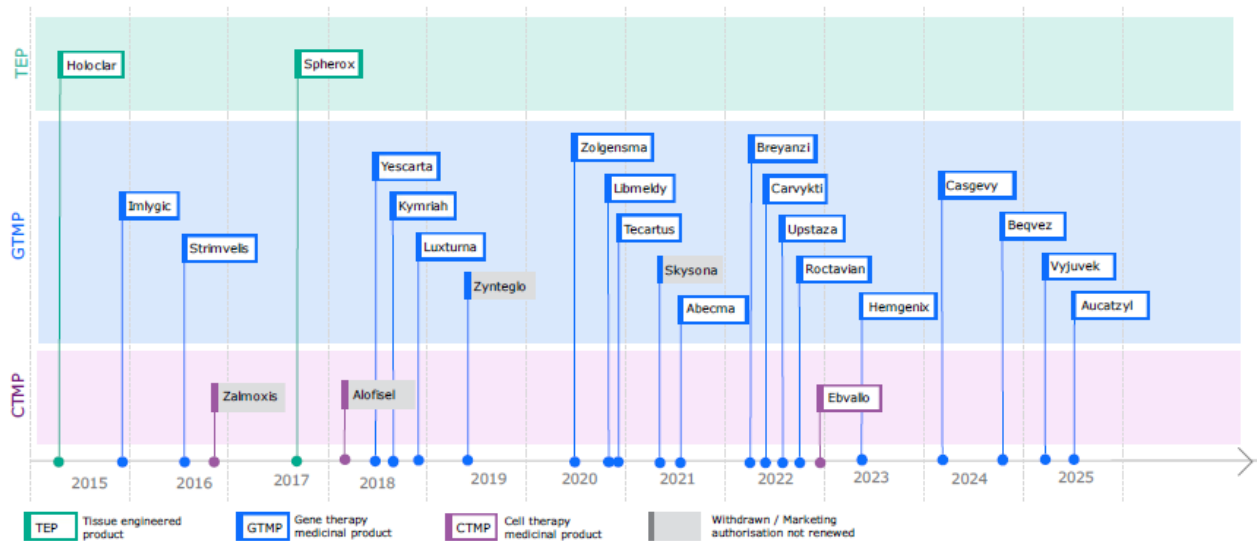 TEP
Holoclar
Spherox
GTMP
Zolgensma
Breyanzi
Yescarta
Casgevy
Libmeldy
Carvykti
Imlygic
Kymriah
Beqvez
Tecartus
Upstaza
Strimvelis
Luxturna
Vyjuvek
Skysona
Roctavian
Zynteglo
Aucatzyl
Abecma
Hemgenix
CTMP
Zalmoxis
Alofisel
Ebvallo
2015
2016
2017
2018
2019
2020
2021
2022
2023
2024
2025
TEP
Tissue engineered
product
GTMP
Gene therapy
medicinal product
CTMP
Cell therapy
medicinal product
Withdrawn / Marketing
authorisation not renewed